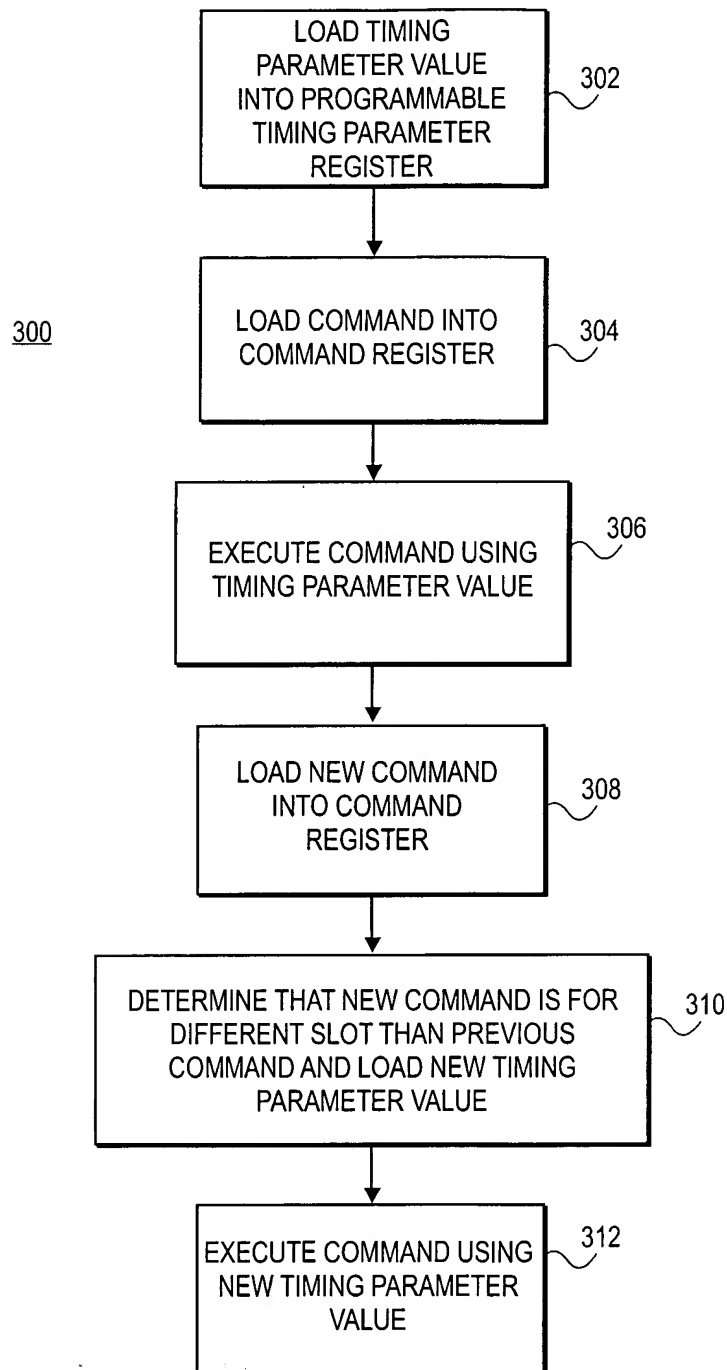 LOAD TIMING
PARAMETER VALUE
INTO PROGRAMMABLE
TIMING PARAMETER
REGISTER
302
300
LOAD COMMAND INTO
COMMAND REGISTER
304
EXECUTE COMMAND USING
TIMING PARAMETER VALUE
306
LOAD NEW COMMAND
INTO COMMAND
REGISTER
308
DETERMINE THAT NEW COMMAND IS FOR
DIFFERENT SLOT THAN PREVIOUS
COMMAND AND LOAD NEW TIMING
PARAMETER VALUE
310
EXECUTE COMMAND USING
NEW TIMING PARAMETER
VALUE
312